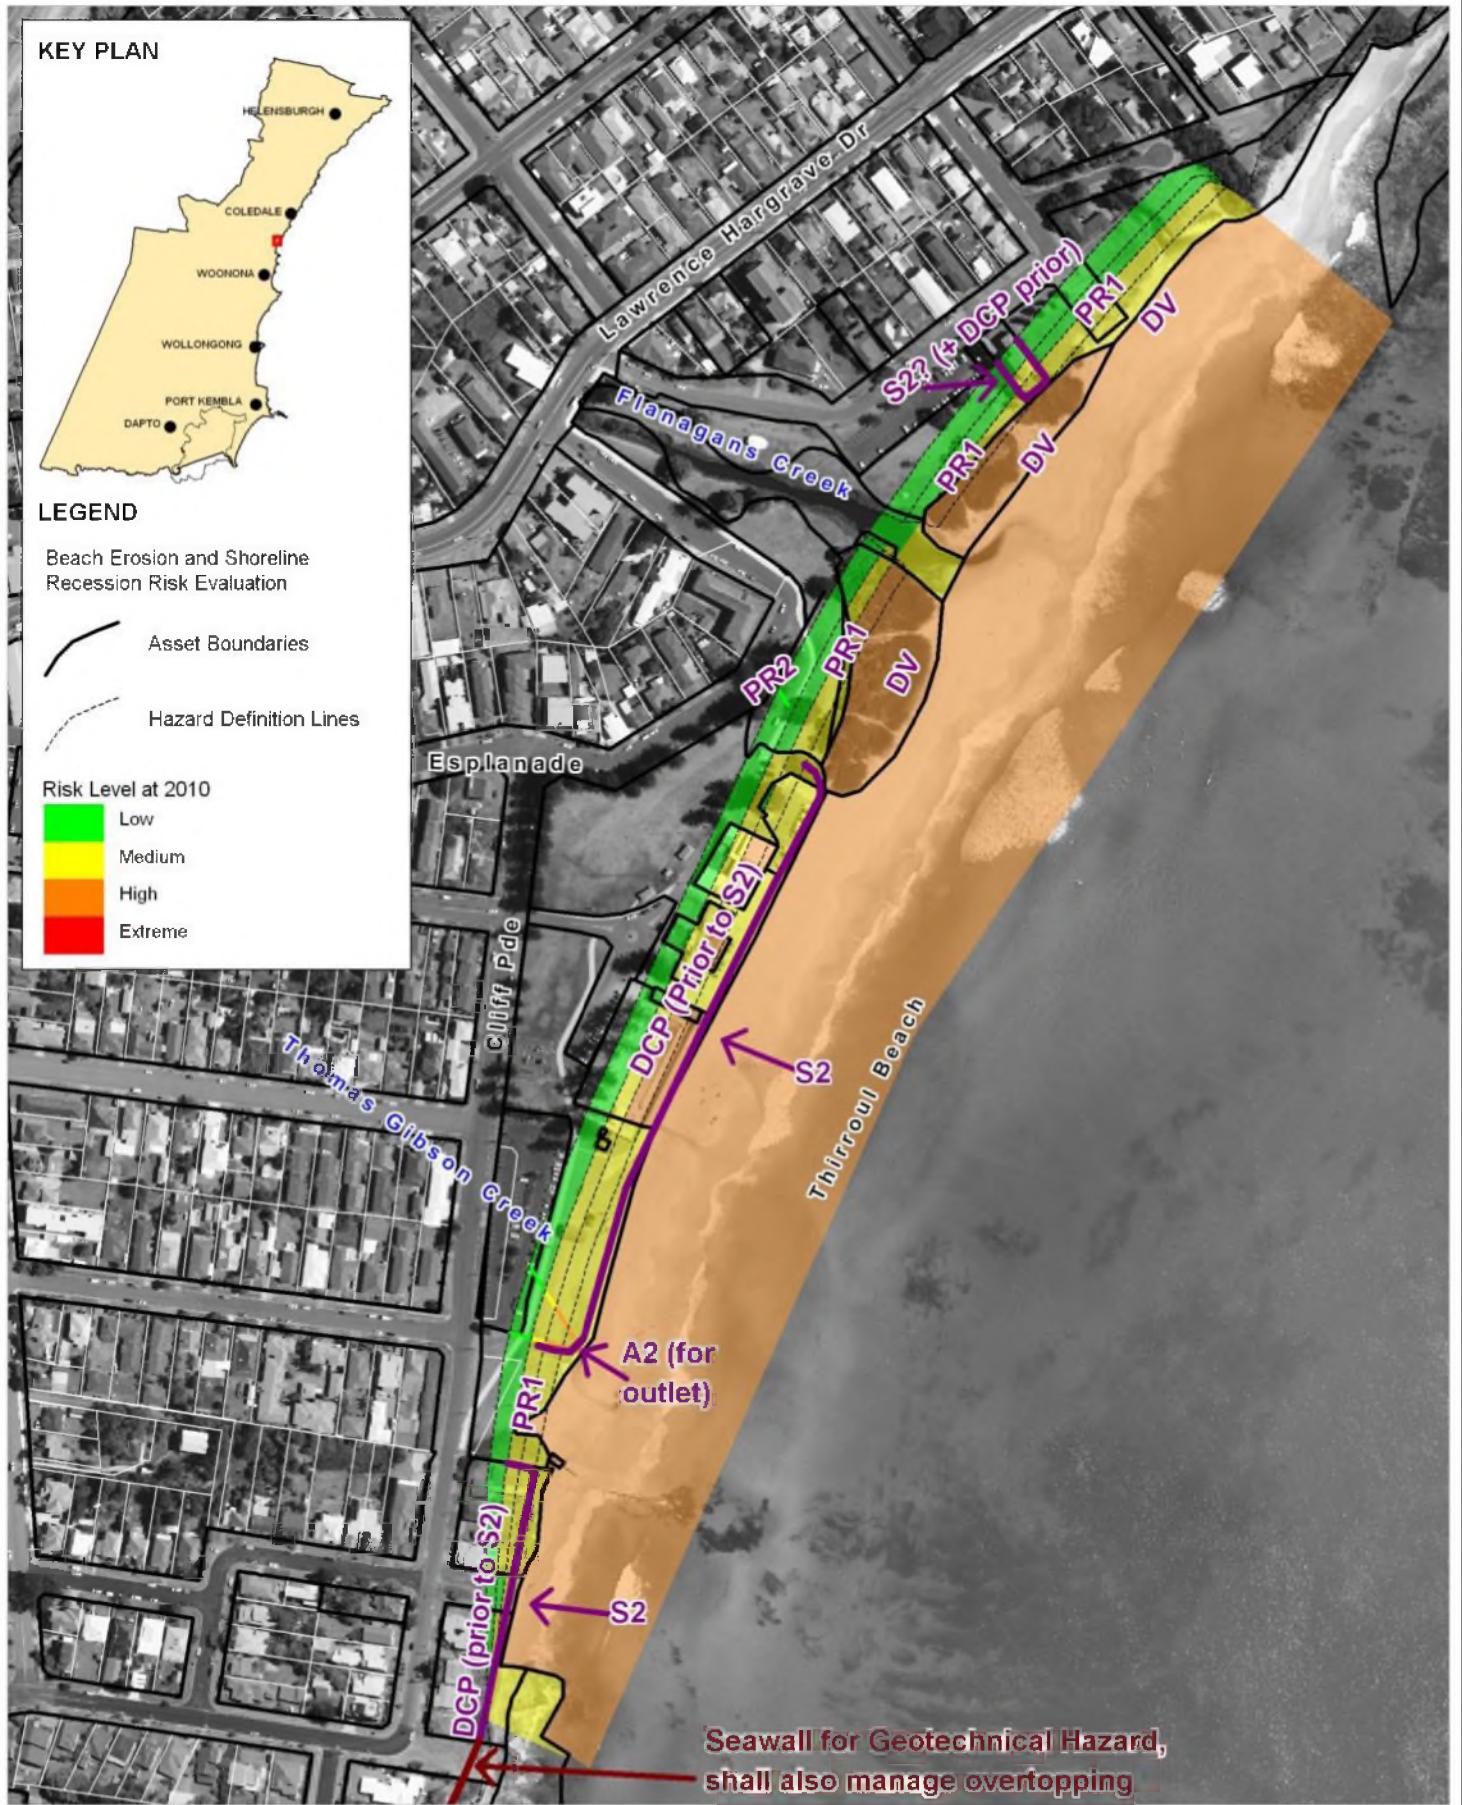 KEY PLAN
HELENSBURGH
COLEDALE
WOONONA
WOLLONGONG
PORT KEMBLA
DAPTO
LEGEND
Beach Erosion and Shoreline
Recession Risk Evaluation
Asset Boundaries
Hazard Definition Lines
Risk Level at 2010
Low
Medium
High
Extreme
Lawrence Hargrave Dr
S2? (+ DCP prior)
PR1
DV
Flanagans Creek
PR1
DV
PR1
DV
PR2
Esplanade
DCP (Prior to S2)
Cliff Pde
S2
Thirroul Beach
Thomas Gibson Creek
A2 (for
outlet)
PR1
DCP (prior to S2)
S2
Seawall for Geotechnical Hazard,
shall also manage overtopping